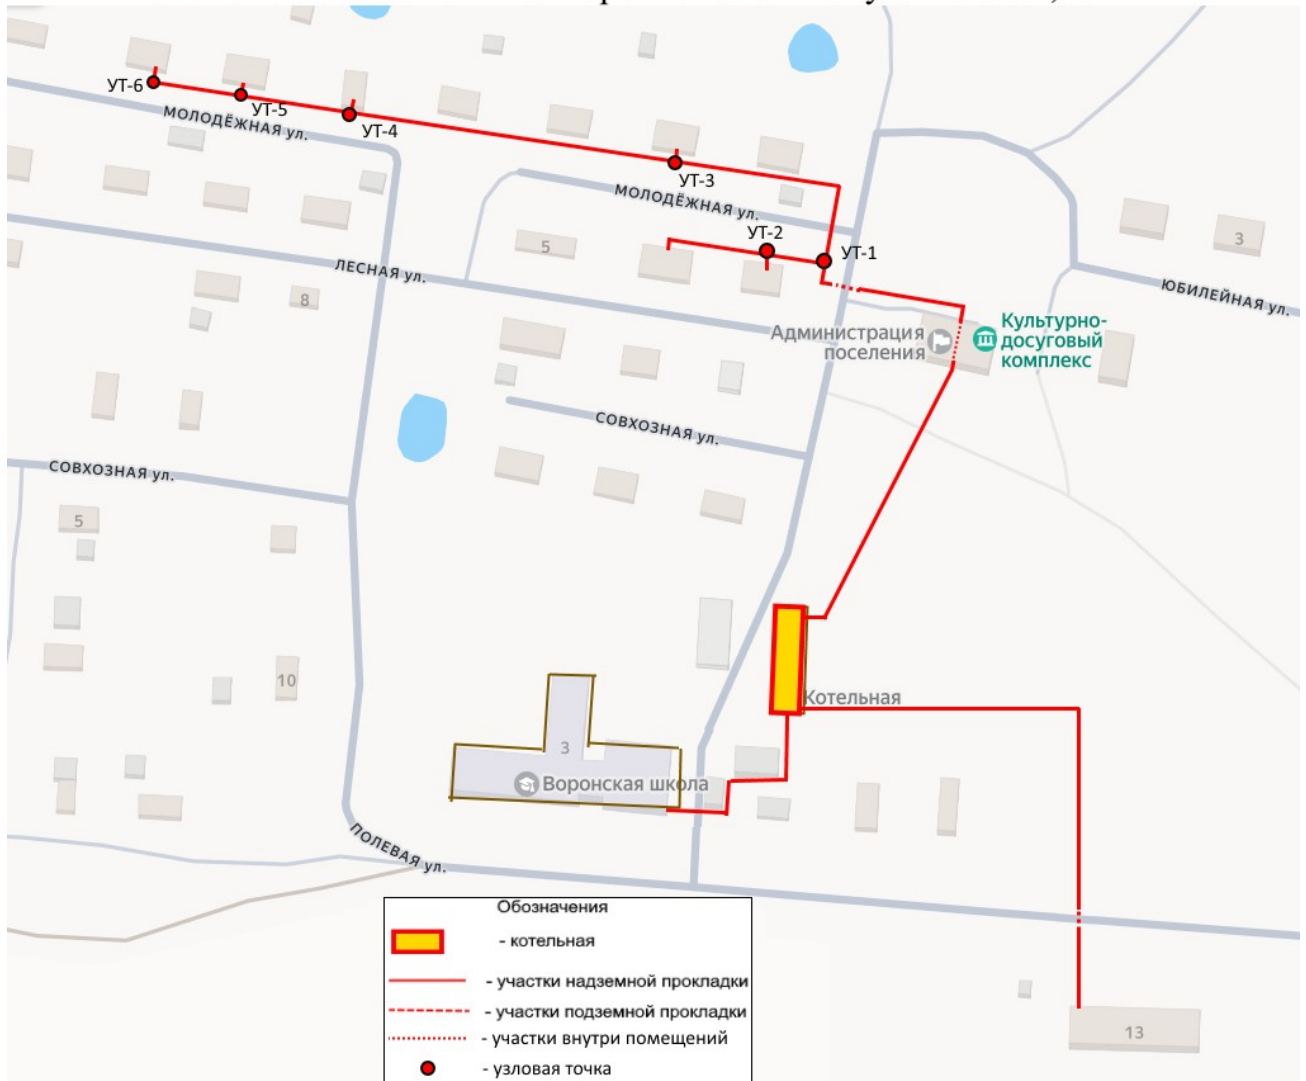 УТ-6
УТ-5
УТ-4
МОЛОДЁЖНАЯ ул.
УТ-3
МОЛОДЁЖНАЯ ул.
УТ-2
УТ-1
3
5
ЛЕСНАЯ ул.
8
ЮБИЛЕЙНАЯ ул.
Администрация
поселения
Культурно-
досуговый
комплекс
СОВХОЗНАЯ ул.
СОВХОЗНАЯ ул.
5
10
Котельная
3
Воронская школа
ПОЛЕВАЯ ул.
13
Обозначения
- котельная
- участки надземной прокладки
- участки подземной прокладки
- участки внутри помещений
- узловая точка